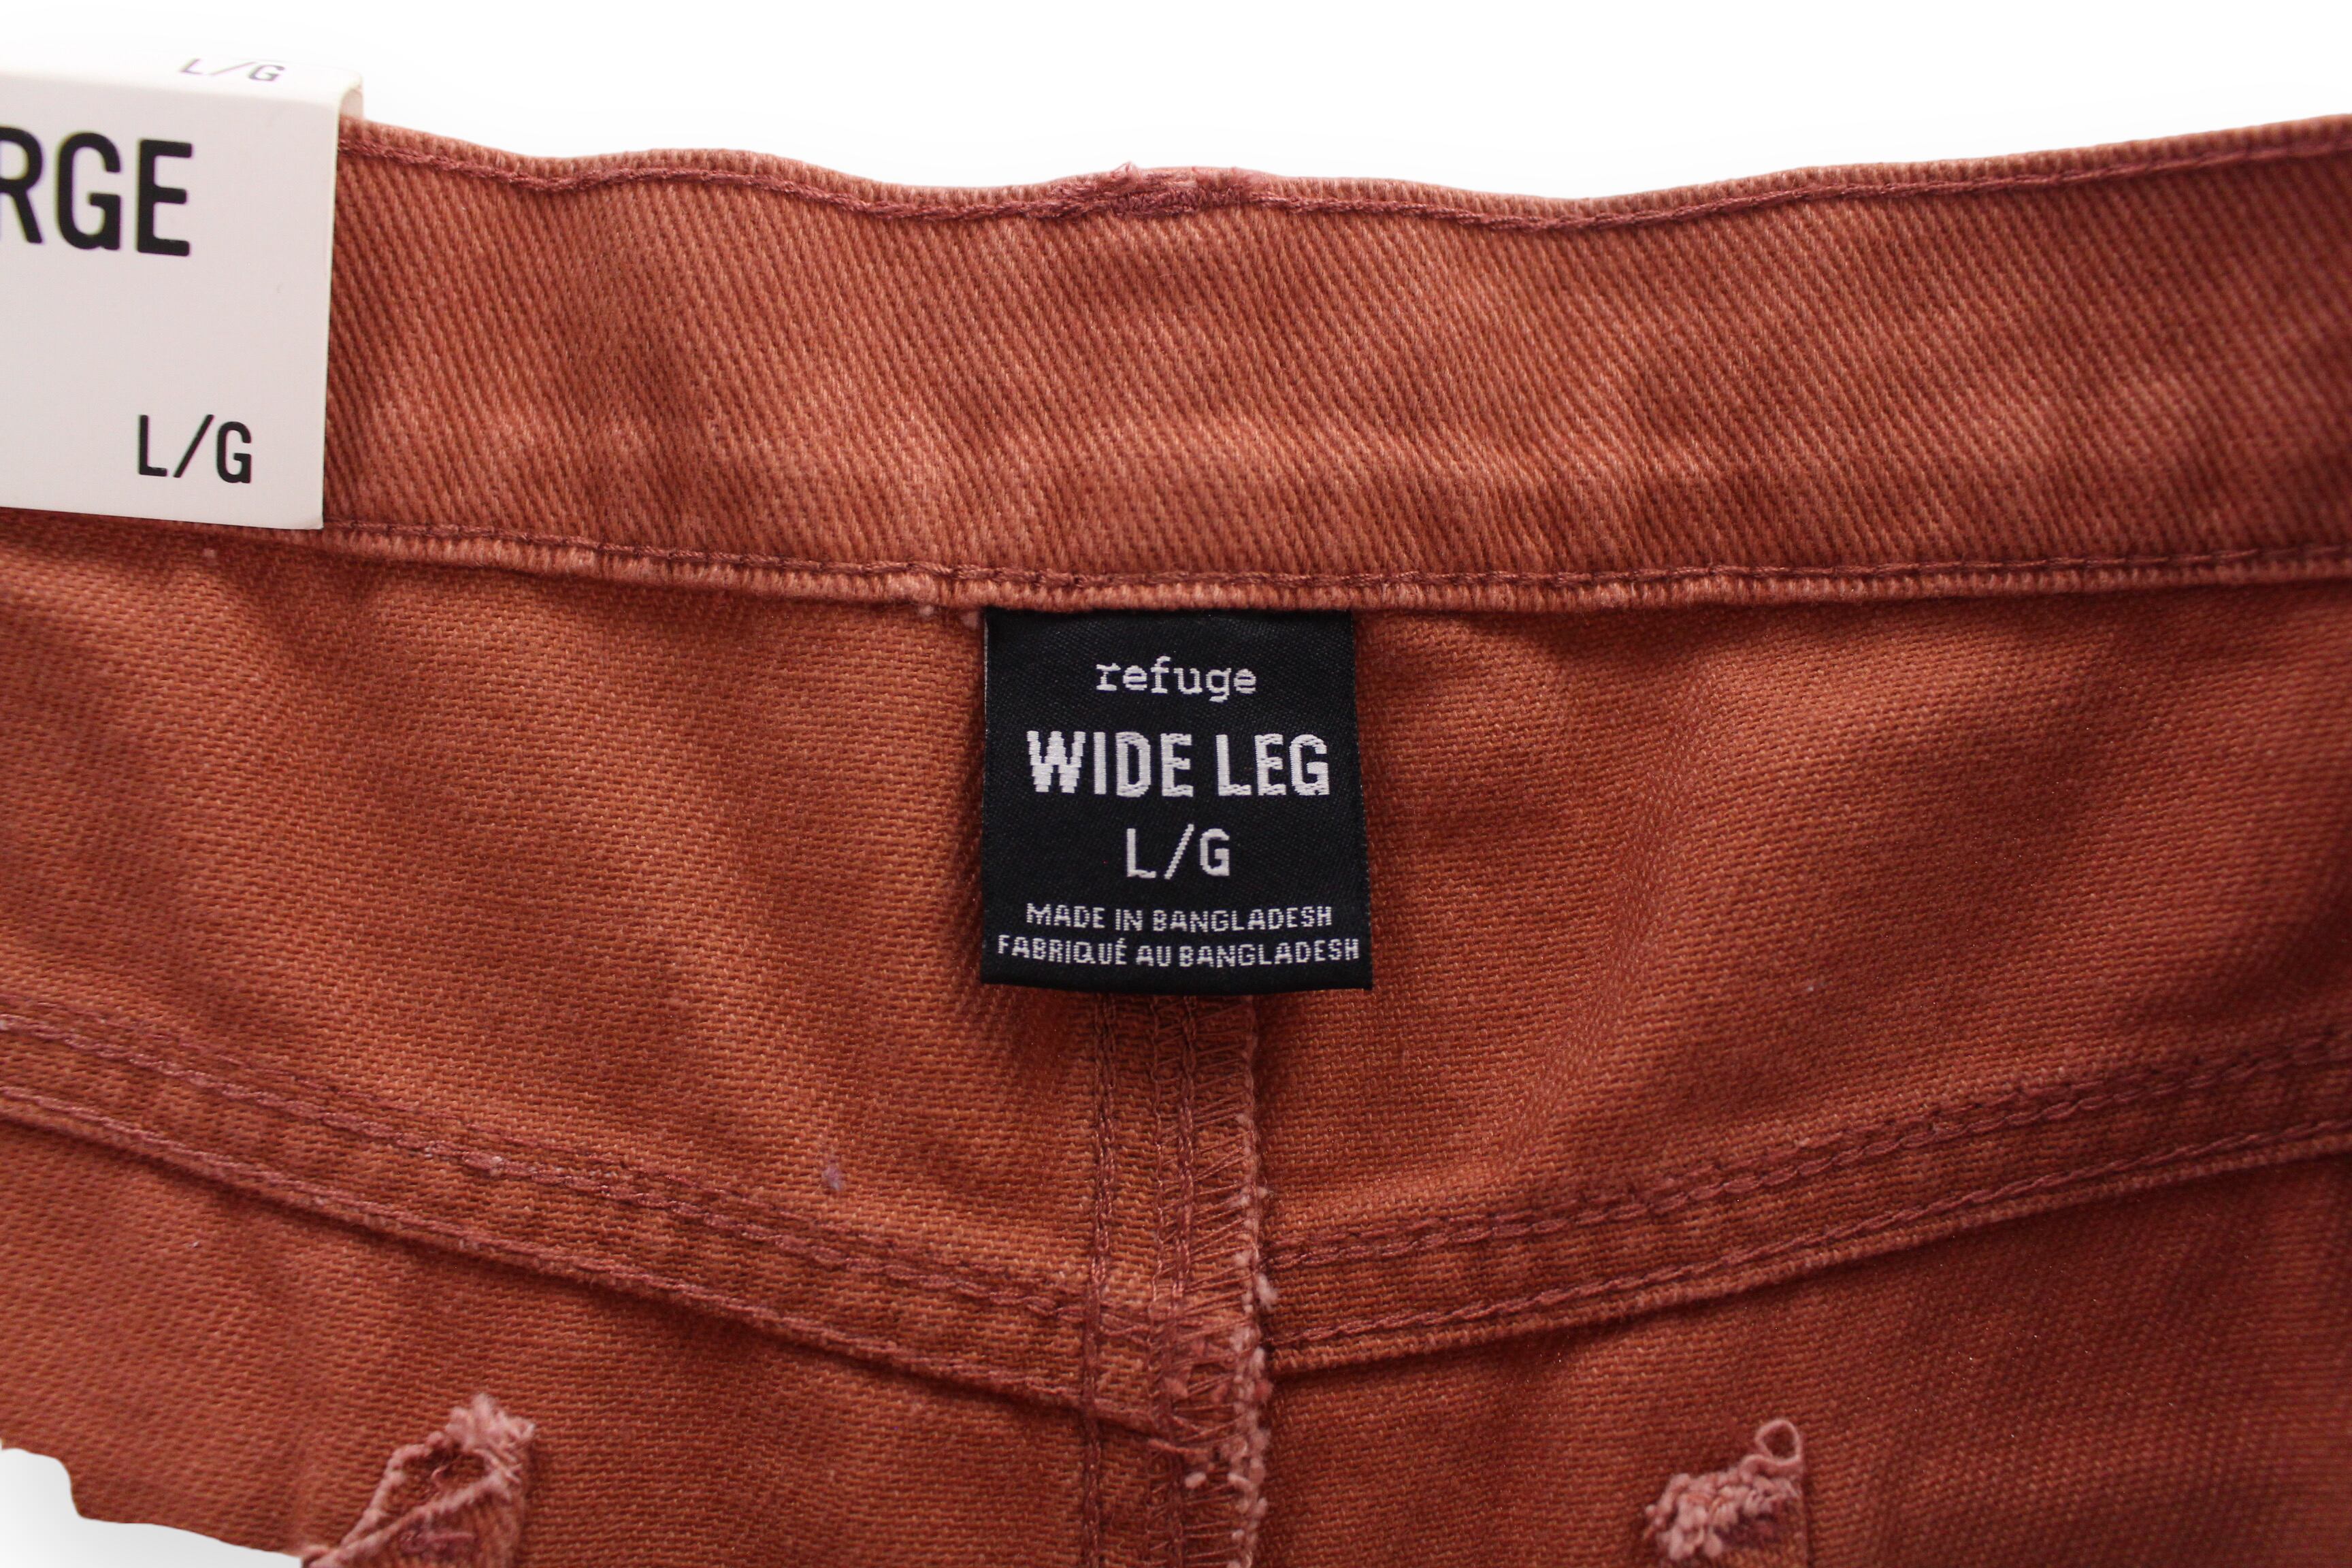 L/G
RGE
L/G
refuge
WIDE LEG
L/G
MADE IN BANGLADESH
FABRIQUÉ AU BANGLADESH